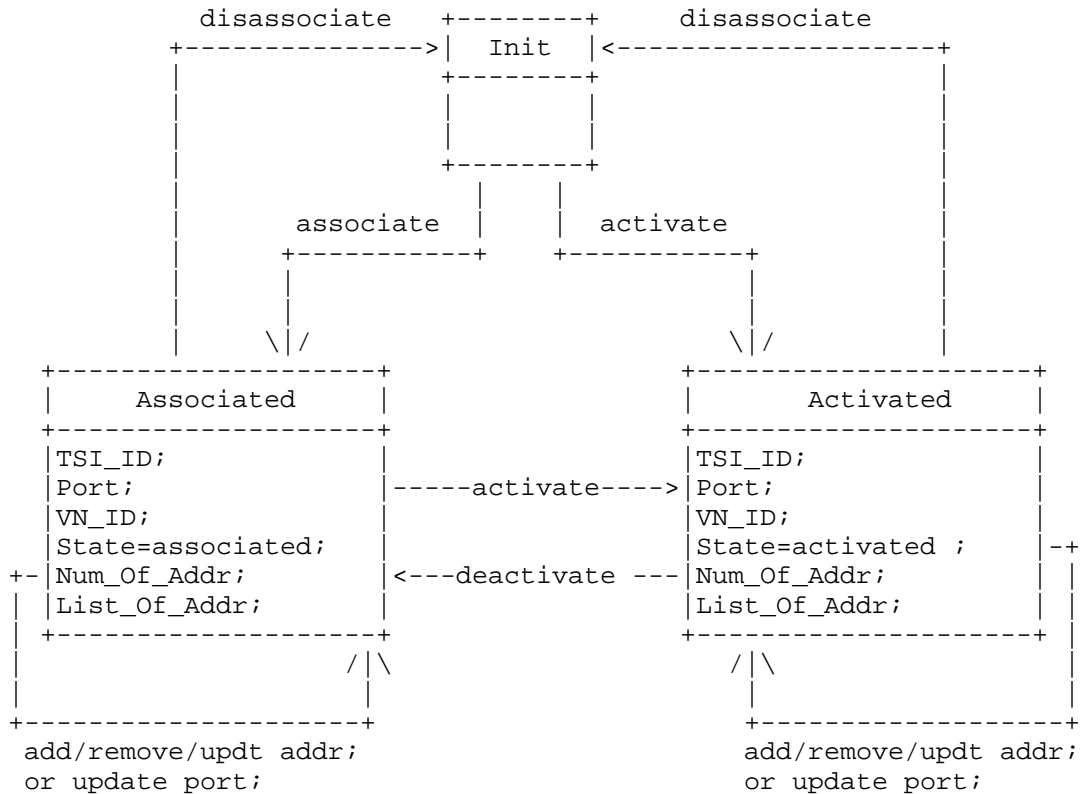 disassociate disassociate
Init
associate activate
Associated Activated
TSI_ID; TSI_ID;
Port; -----activate----> Port;
VN_ID; VN_ID;
State=associated; State=activated ;
Num_Of_Addr; <---deactivate --- Num_Of_Addr;
List_Of_Addr; List_Of_Addr;
add/remove/updt addr; add/remove/updt addr;
or update port; or update port;